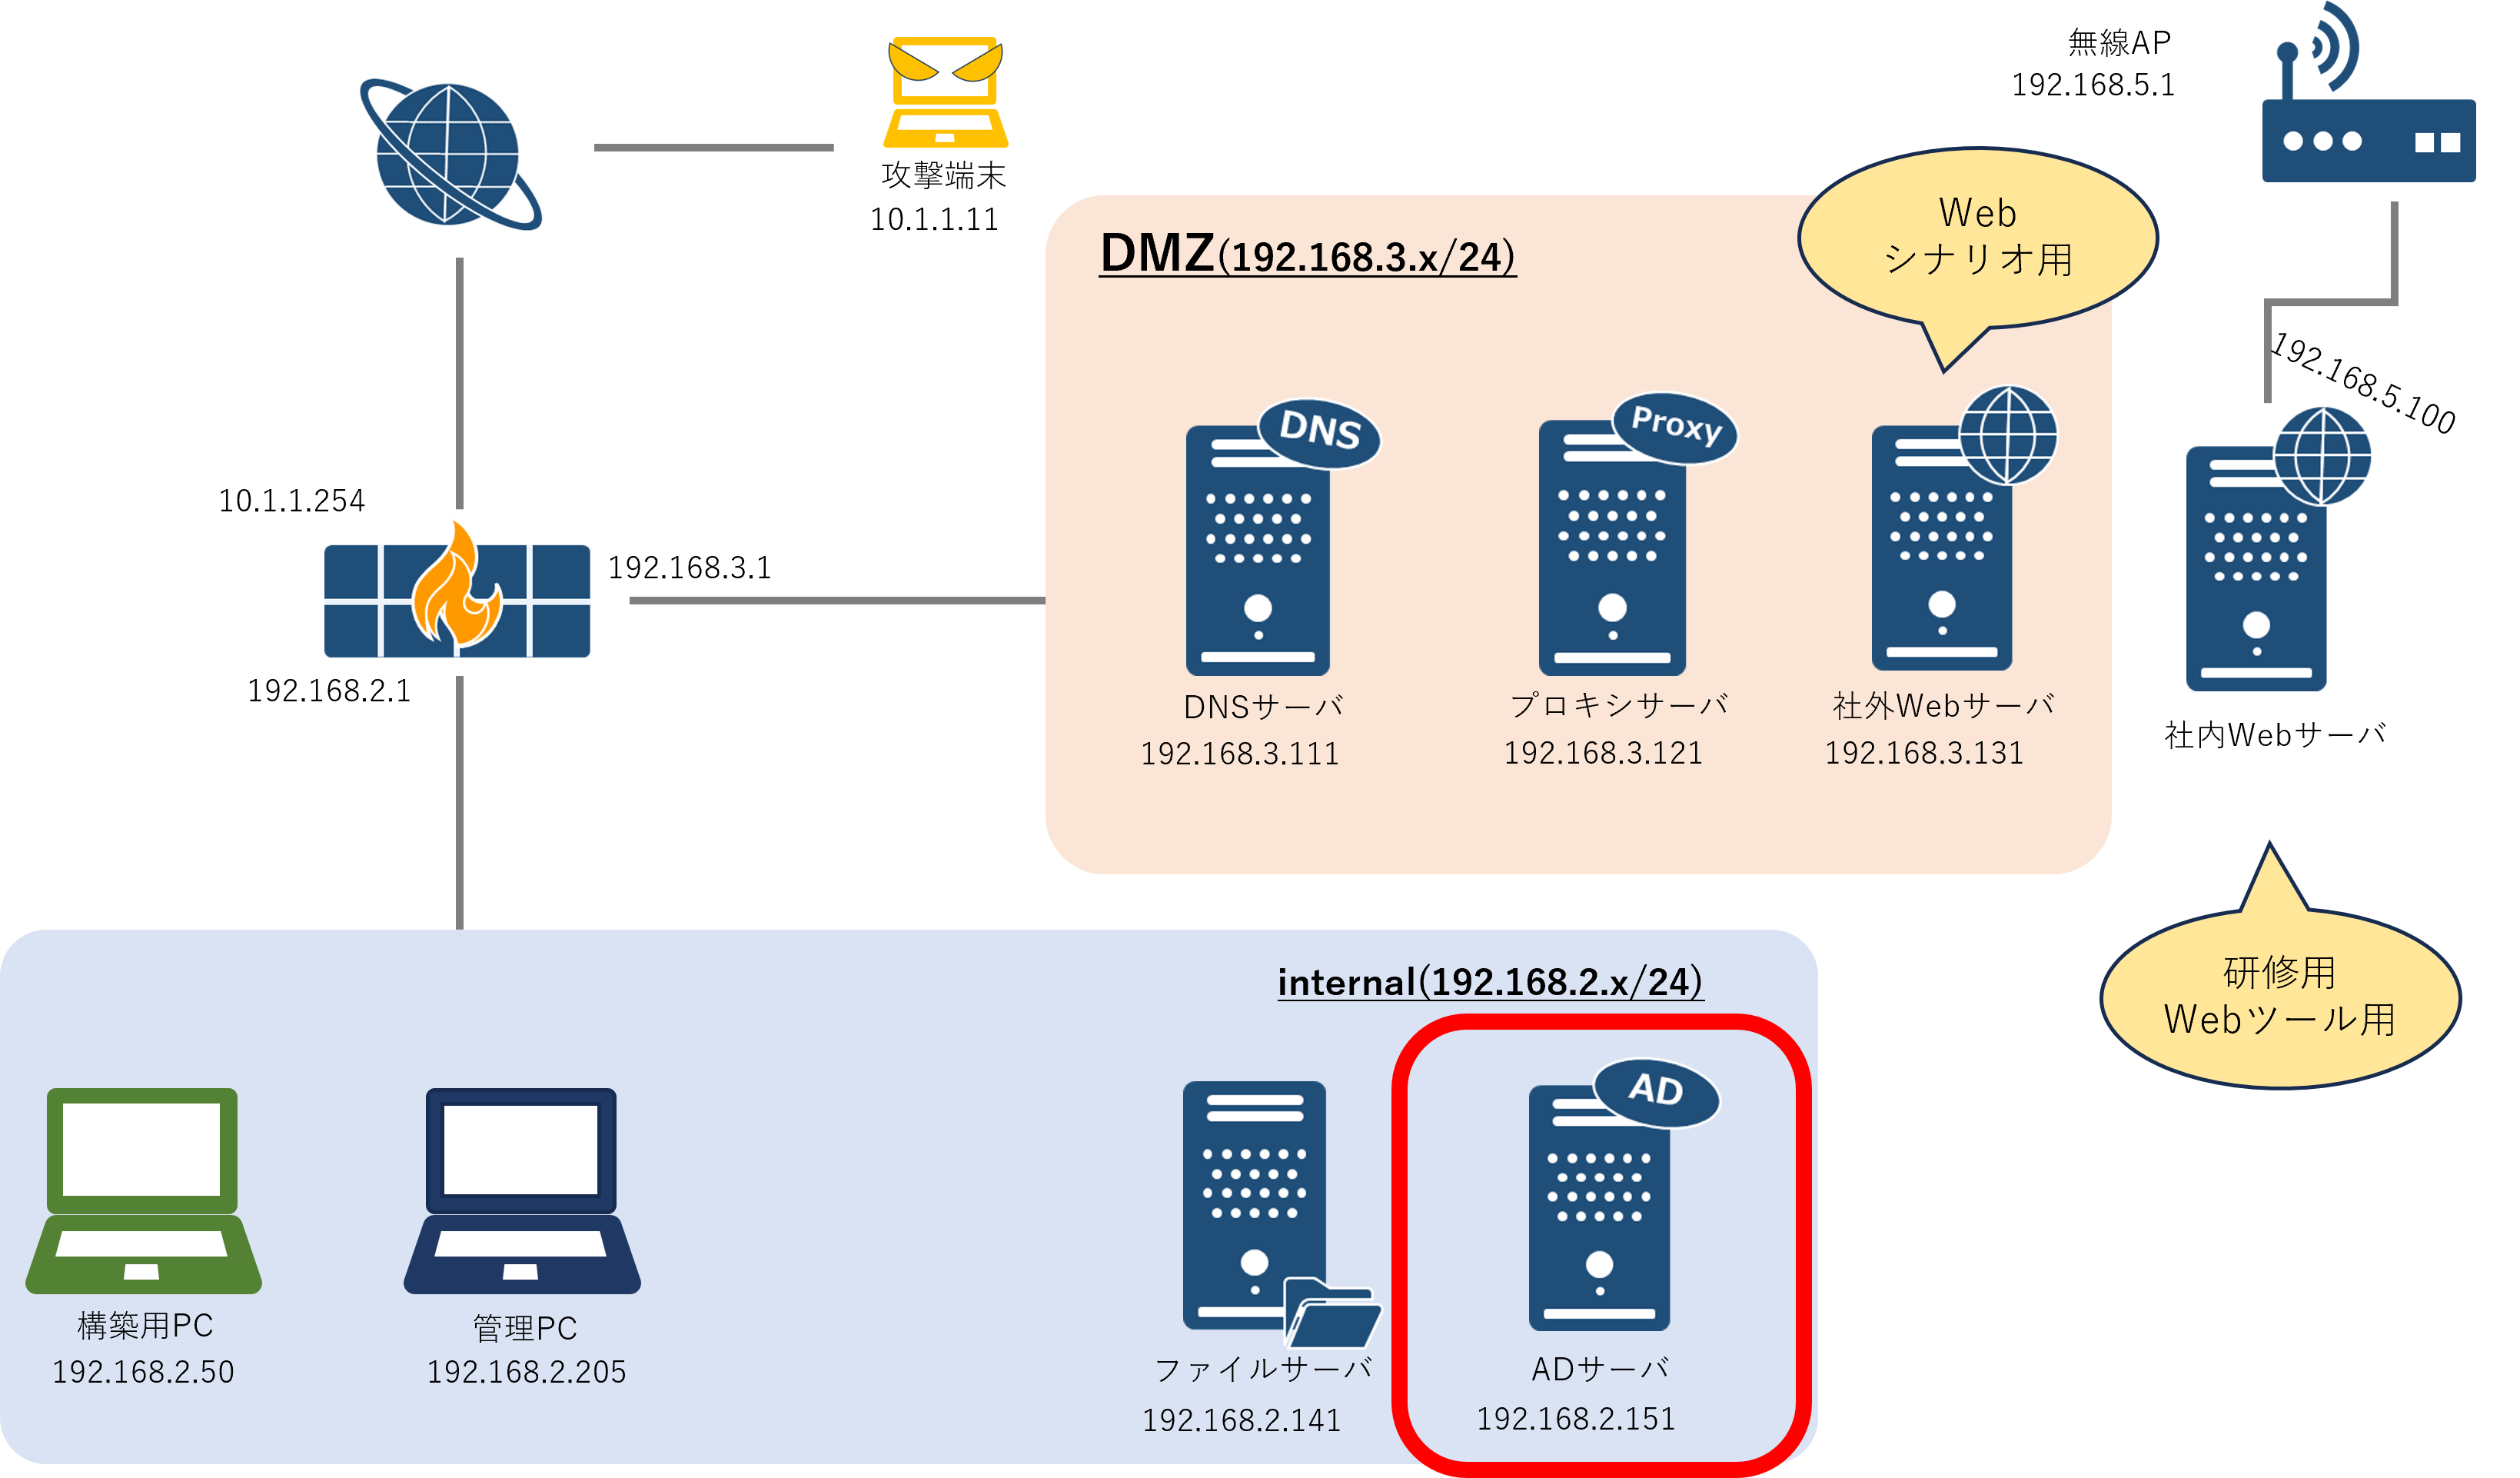 無線AP
192.168.5.1
攻撃端末
10.1.1.11
Web
シナリオ用
DMZ(192.168.3.x/24)
192.168.5.100
DNS
Proxy
10.1.1.254
192.168.3.1
192.168.2.1
DNSサーバ
192.168.3.111
プロキシサーバ
192.168.3.121
社外Webサーバ
192.168.3.131
社内Webサーバ
研修用
Webツール用
internal(192.168.2.x/24)
AD
構築用PC
192.168.2.50
管理PC
192.168.2.205
ファイルサーバ
192.168.2.141
ADサーバ
192.168.2.151